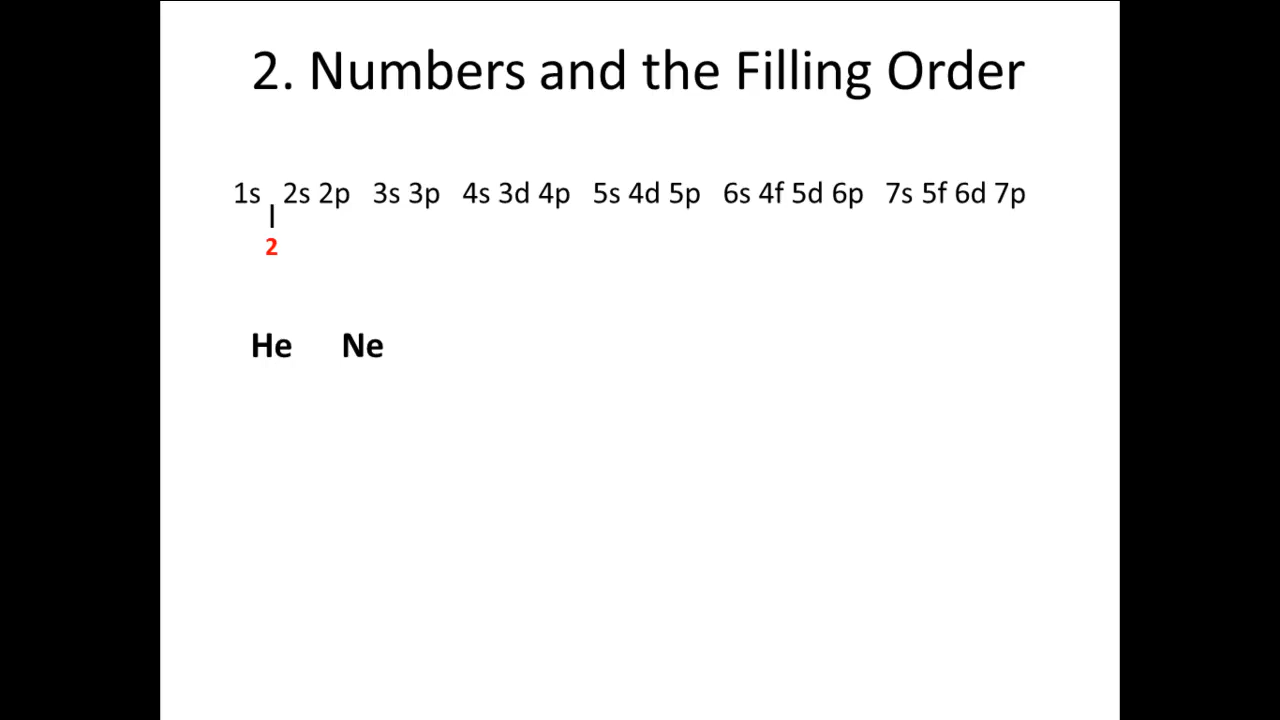 2. Numbers and the Filling Order
1s 2s 2p 3s 3p 4s 3d 4p 5s 4d 5p 6s 4f 5d 6p 7s 5f 6d 7p
2
He Ne